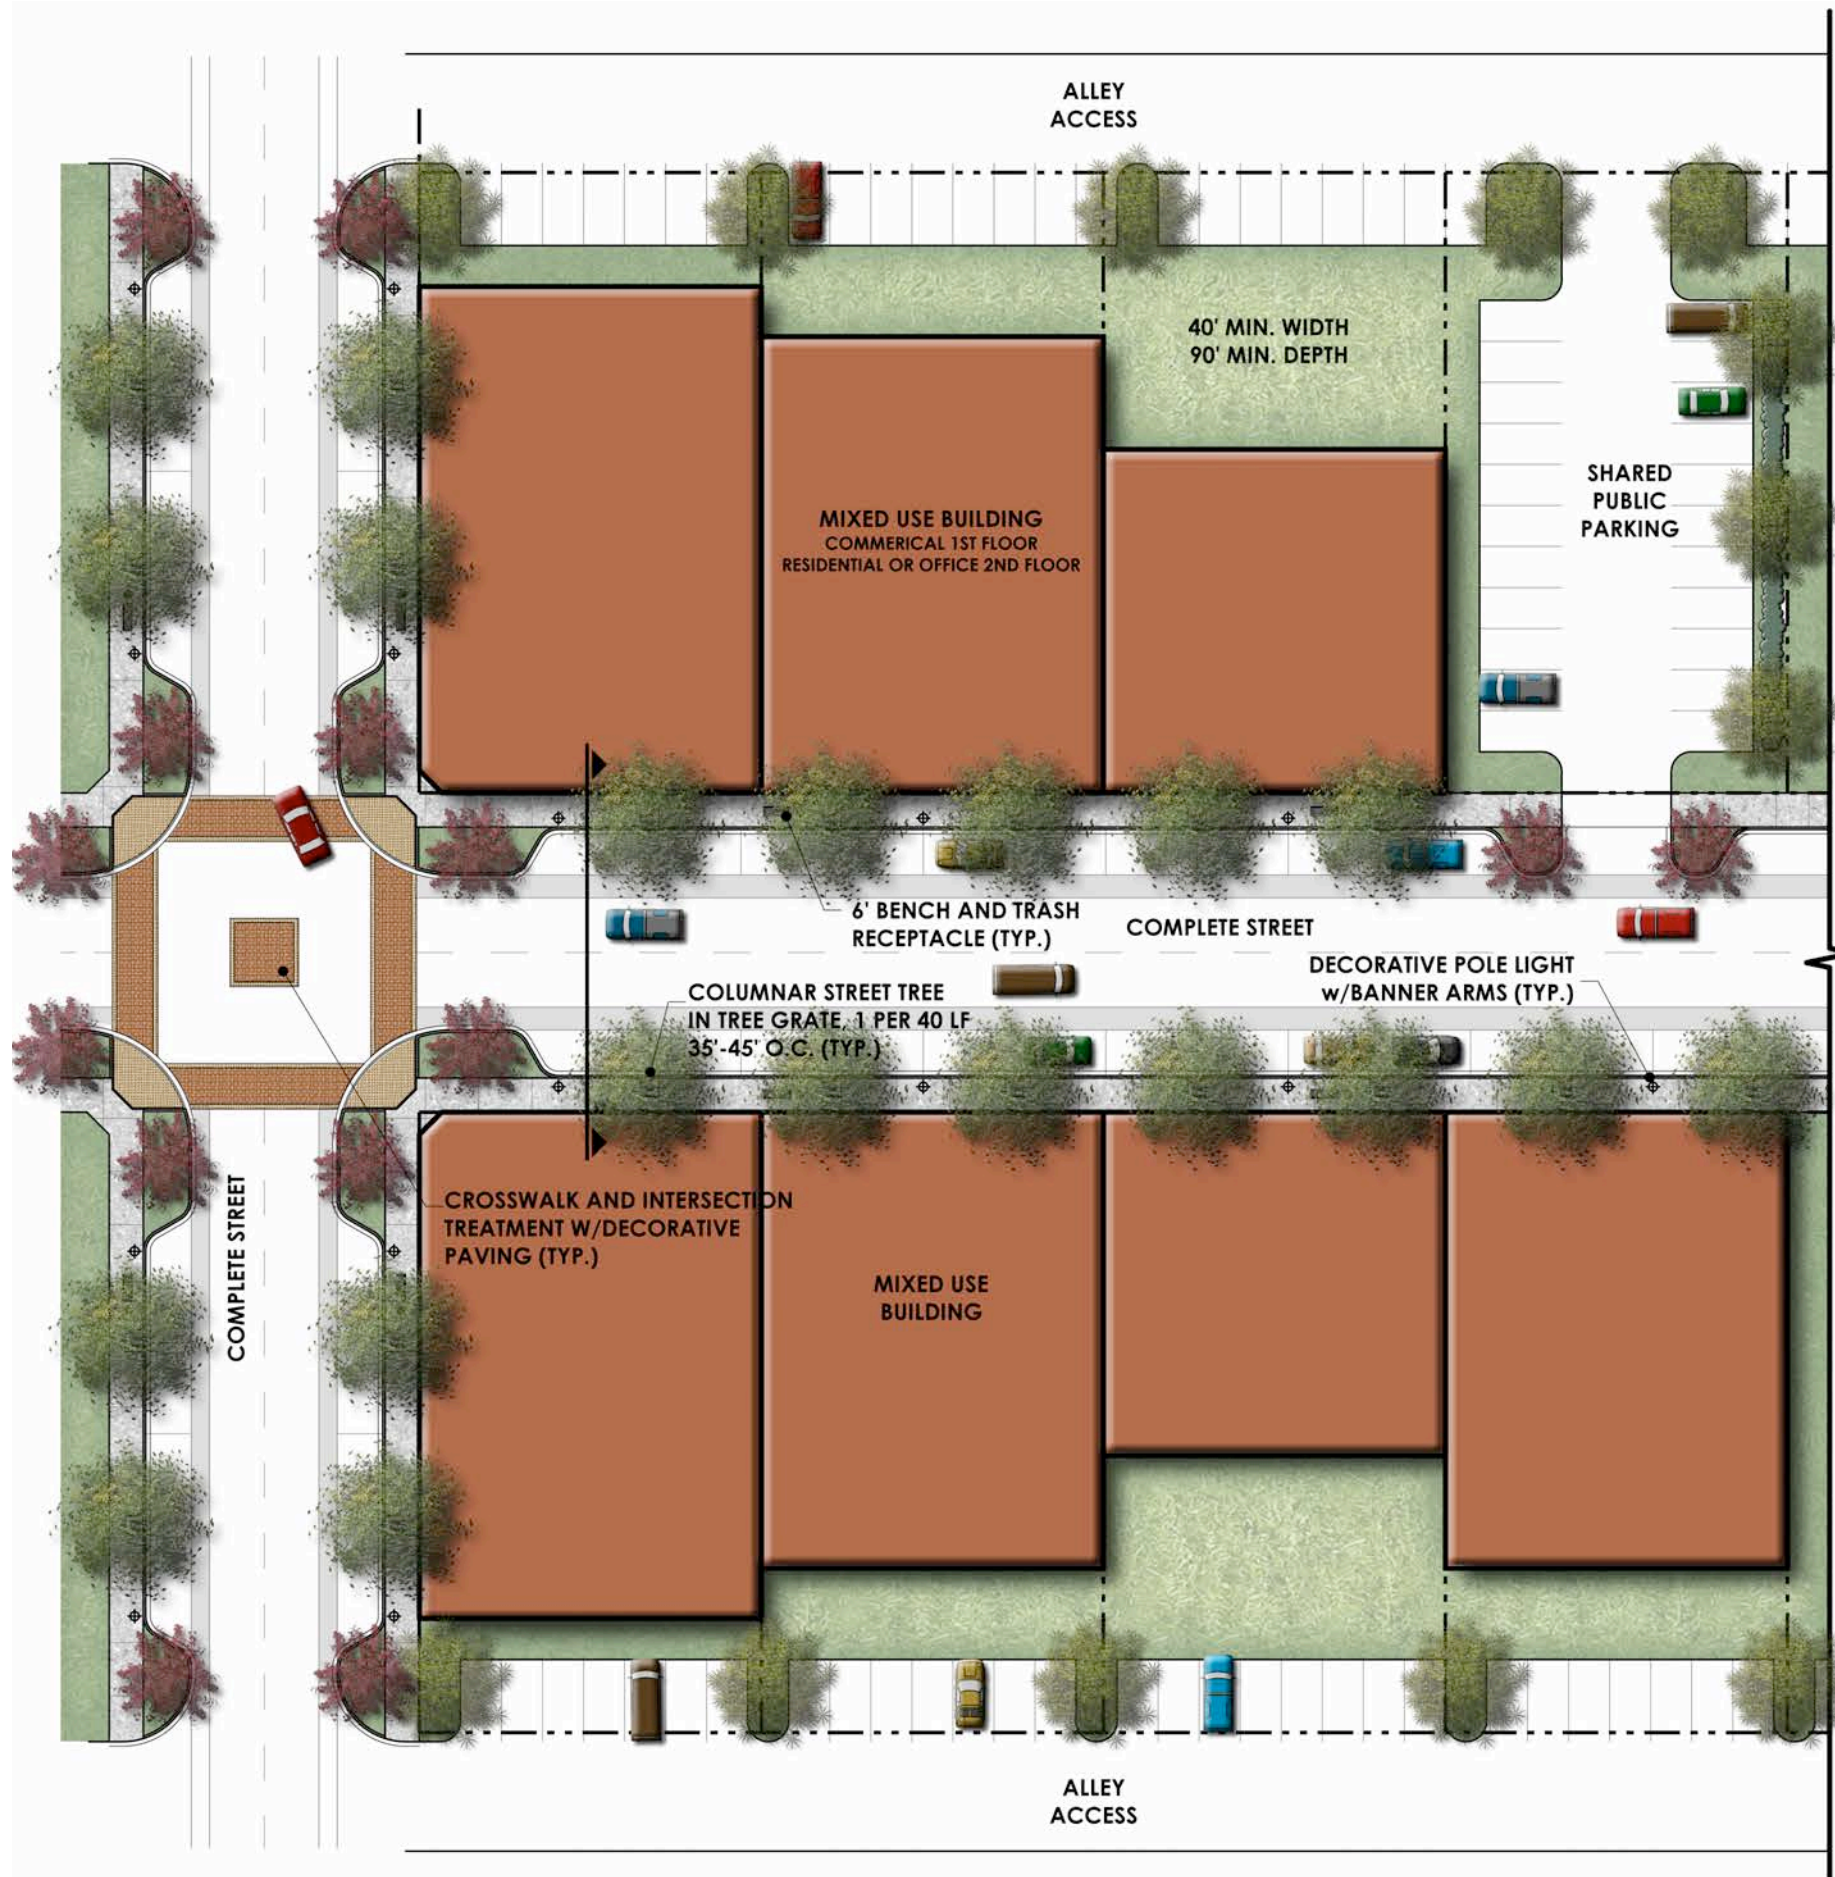 ALLEY
ACCESS
40' MIN. WIDTH
90' MIN. DEPTH
SHARED
PUBLIC
PARKING
MIXED USE BUILDING
COMMERICAL 1ST FLOOR
RESIDENTIAL OR OFFICE 2ND FLOOR
6' BENCH AND TRASH
RECEPTACLE (TYP.)
COMPLETE STREET
DECORATIVE POLE LIGHT
w/BANNER ARMS (TYP.)
COLUMNAR STREET TREE
IN TREE GRATE, 1 PER 40 LF
35'-45' O.C. (TYP.)
CROSSWALK AND INTERSECTION
TREATMENT W/DECORATIVE
PAVING (TYP.)
COMPLETE STREET
MIXED USE
BUILDING
ALLEY
ACCESS